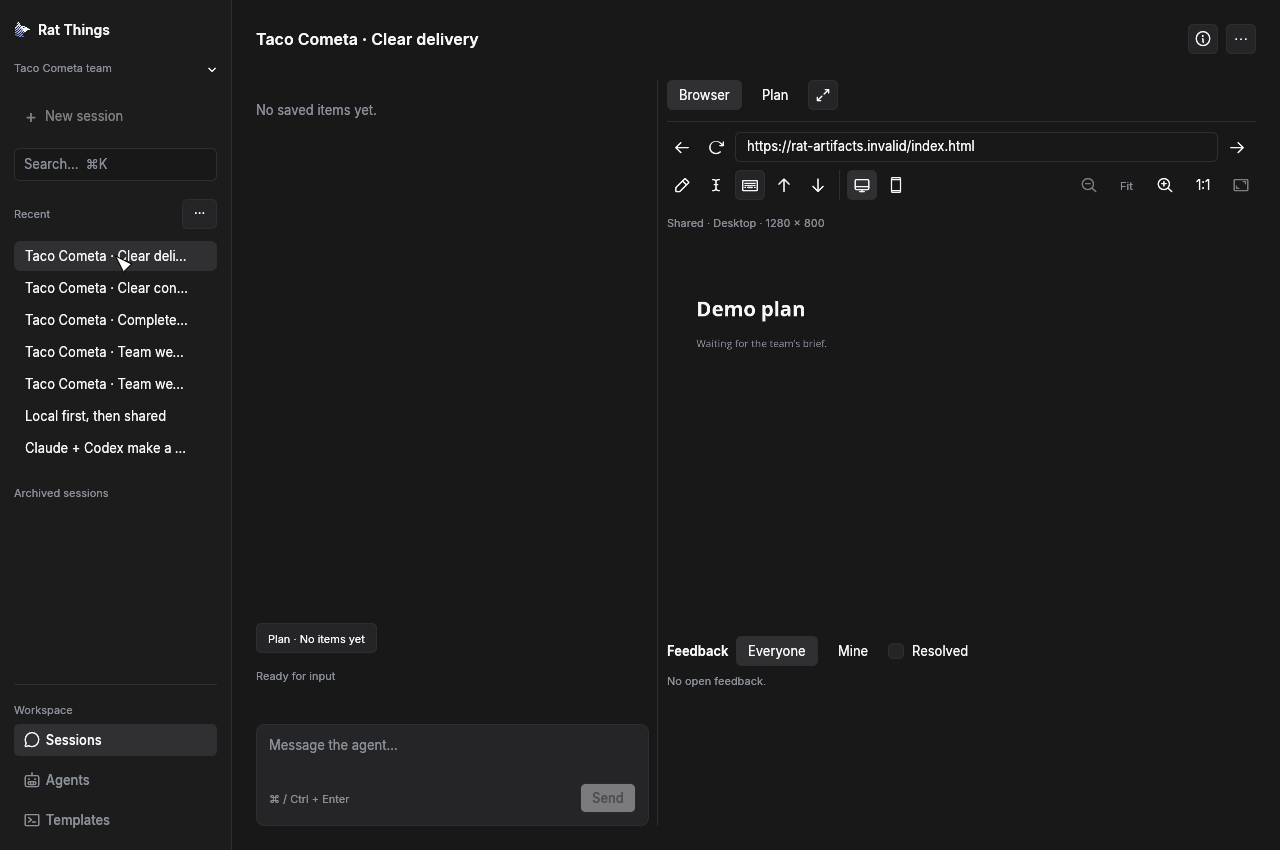 Rat Things
Taco Cometa team
+ New session
Search... ⌘K
Recent
Taco Cometa · Clear deli...
Taco Cometa · Clear con...
Taco Cometa · Complete...
Taco Cometa · Team we...
Taco Cometa · Team we...
Local first, then shared
Claude + Codex make a ...
Archived sessions
Workspace
Sessions
Agents
Templates
Taco Cometa · Clear delivery
No saved items yet.
Plan · No items yet
Ready for input
Message the agent...
⌘ / Ctrl + Enter
Send
Browser Plan
https://rat-artifacts.invalid/index.html
Fit 1:1
Shared · Desktop · 1280 × 800
Demo plan
Waiting for the team's brief.
Feedback Everyone Mine Resolved
No open feedback.